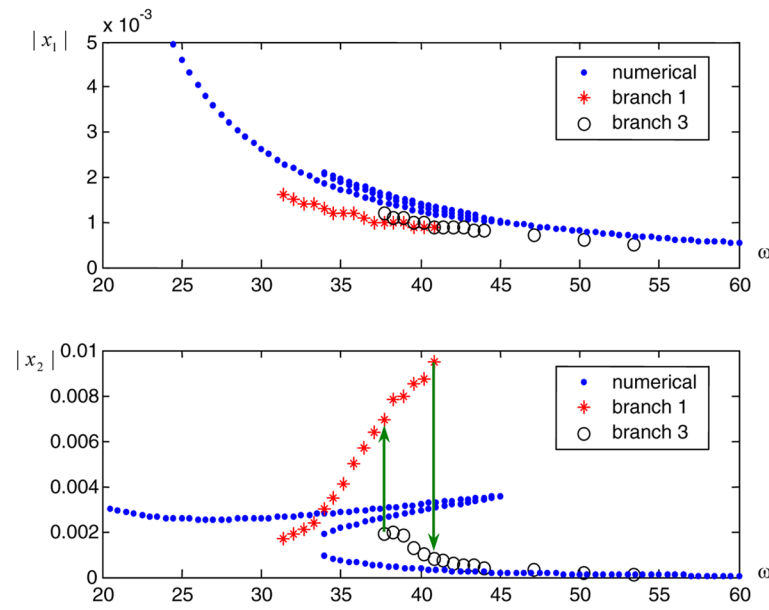 x 10⁻³
| x₁ |
5
4
3
2
1
0
20 25 30 35 40 45 50 55 60
ω
numerical
branch 1
branch 3
| x₂ |
0.01
0.008
0.006
0.004
0.002
0
20 25 30 35 40 45 50 55 60
ω
numerical
branch 1
branch 3